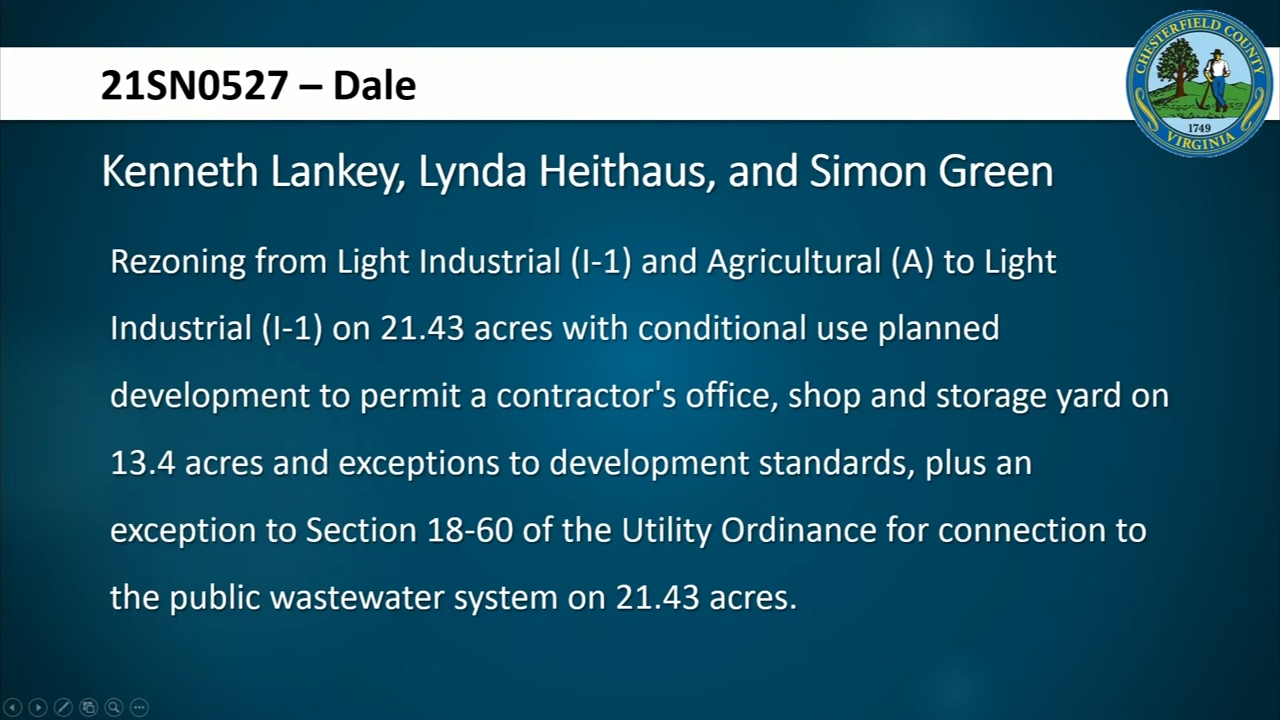 21SN0527 – Dale
CHESTERFIELD COUNTY
1749
VIRGINIA
Kenneth Lankey, Lynda Heithaus, and Simon Green
Rezoning from Light Industrial (I-1) and Agricultural (A) to Light
Industrial (I-1) on 21.43 acres with conditional use planned
development to permit a contractor's office, shop and storage yard on
13.4 acres and exceptions to development standards, plus an
exception to Section 18-60 of the Utility Ordinance for connection to
the public wastewater system on 21.43 acres.